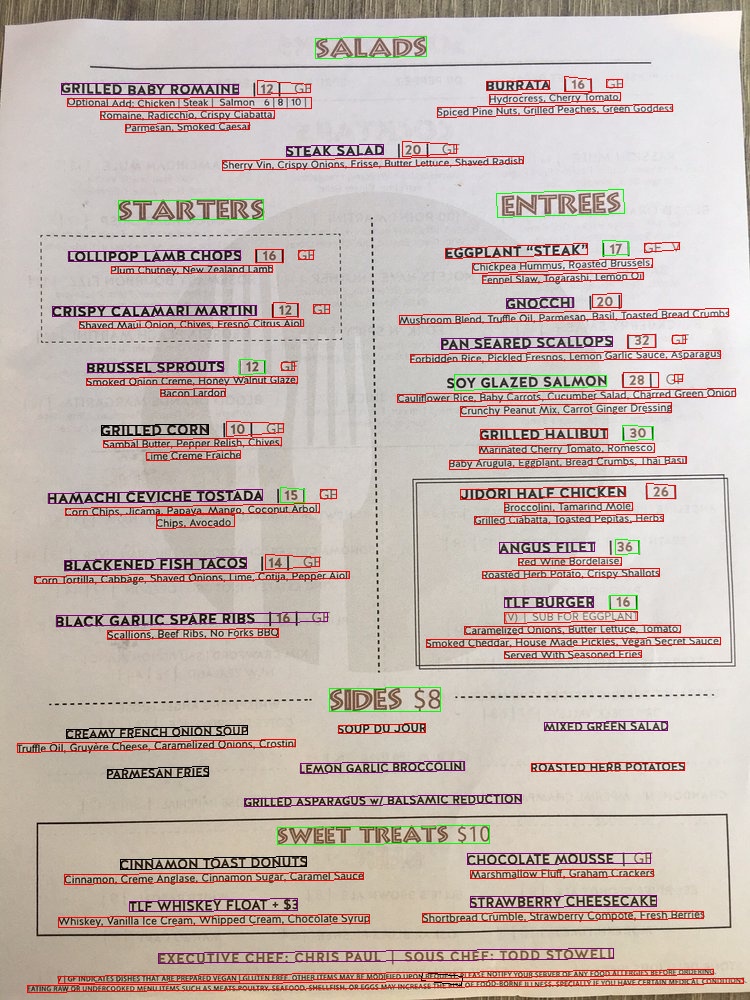 SALADS
GRILLED BABY ROMAINE | 12 | GF
Optional Add: Chicken | Steak | Salmon 6 | 8 | 10 |
Romaine, Radicchio, Crispy Ciabatta,
Parmesan, Smoked Caesar
BURRATA | 16 | GF
Hydrocress, Cherry Tomato,
Spiced Pine Nuts, Grilled Peaches, Green Goddess
STEAK SALAD | 20 | GF
Sherry Vin, Crispy Onions, Frisse, Butter Lettuce, Shaved Radish
STARTERS
LOLLIPOP LAMB CHOPS | 16 | GF
Plum Chutney, New Zealand Lamb
CRISPY CALAMARI MARTINI | 12 | GF
Shaved Maui Onion, Chives, Fresno Citrus Aioli
BRUSSEL SPROUTS | 12 | GF
Smoked Onion Creme, Honey Walnut Glaze,
Bacon Lardon
GRILLED CORN | 10 | GF
Sambal Butter, Pepper Relish, Chives,
Lime Creme Fraiche
HAMACHI CEVICHE TOSTADA | 15 | GF
Corn Chips, Jicama, Papaya, Mango, Coconut Arbol
Chips, Avocado
BLACKENED FISH TACOS | 14 | GF
Corn Tortilla, Cabbage, Shaved Onions, Lime, Cotija, Pepper Aioli
BLACK GARLIC SPARE RIBS | 16 | GF
Scallions, Beef Ribs, No Forks BBQ
ENTREES
EGGPLANT “STEAK” | 17 | GF V
Chickpea Hummus, Roasted Brussels,
Fennel Slaw, Togarashi, Lemon Oil
GNOCCHI | 20 |
Mushroom Blend, Truffle Oil, Parmesan, Basil, Toasted Bread Crumbs
PAN SEARED SCALLOPS | 32 | GF
Forbidden Rice, Pickled Fresnos, Lemon Garlic Sauce, Asparagus
SOY GLAZED SALMON | 28 | GF
Cauliflower Rice, Baby Carrots, Cucumber Salad, Charred Green Onion
Crunchy Peanut Mix, Carrot Ginger Dressing
GRILLED HALIBUT | 30
Marinated Cherry Tomato, Romesco
Baby Arugula, Eggplant, Bread Crumbs, Thai Basil
JIDORI HALF CHICKEN | 26
Broccolini, Tamarind Mole,
Grilled Ciabatta, Toasted Pepitas, Herbs
ANGUS FILET | 36
Red Wine Bordelaise,
Roasted Herb Potato, Crispy Shallots
TLF BURGER | 16
(V) | SUB FOR EGGPLANT
Caramelized Onions, Butter Lettuce, Tomato,
Smoked Cheddar, House Made Pickles, Vegan Secret Sauce,
Served With Seasoned Fries
SIDES $8
CREAMY FRENCH ONION SOUP
Truffle Oil, Gruyère Cheese, Caramelized Onions, Crostin
SOUP DU JOUR
MIXED GREEN SALAD
PARMESAN FRIES
LEMON GARLIC BROCCOLINI
ROASTED HERB POTATOES
GRILLED ASPARAGUS w/ BALSAMIC REDUCTION
SWEET TREATS $10
CINNAMON TOAST DONUTS
Cinnamon, Creme Anglase, Cinnamon Sugar, Caramel Sauce
CHOCOLATE MOUSSE | GF
Marshmallow Fluff, Graham Crackers
TLF WHISKEY FLOAT + $3
Whiskey, Vanilla Ice Cream, Whipped Cream, Chocolate Syrup
STRAWBERRY CHEESECAKE
Shortbread Crumble, Strawberry Compote, Fresh Berries
EXECUTIVE CHEF: CHRIS PAUL | SOUS CHEF: TODD STOWELL
V | GF INDICATES DISHES THAT ARE PREPARED VEGAN | GLUTEN FREE. OTHER ITEMS MAY BE MODIFIED UPON REQUEST. PLEASE NOTIFY YOUR SERVER OF ANY FOOD ALLERGIES BEFORE ORDERING
EATING RAW OR UNDERCOOKED MENU ITEMS SUCH AS MEATS, POULTRY, SEAFOOD, SHELLFISH, OR EGGS MAY INCREASE THE RISK OF FOOD-BORNE ILLNESS, SPECIALLY IF YOU HAVE CERTAIN MEDICAL CONDITIONS